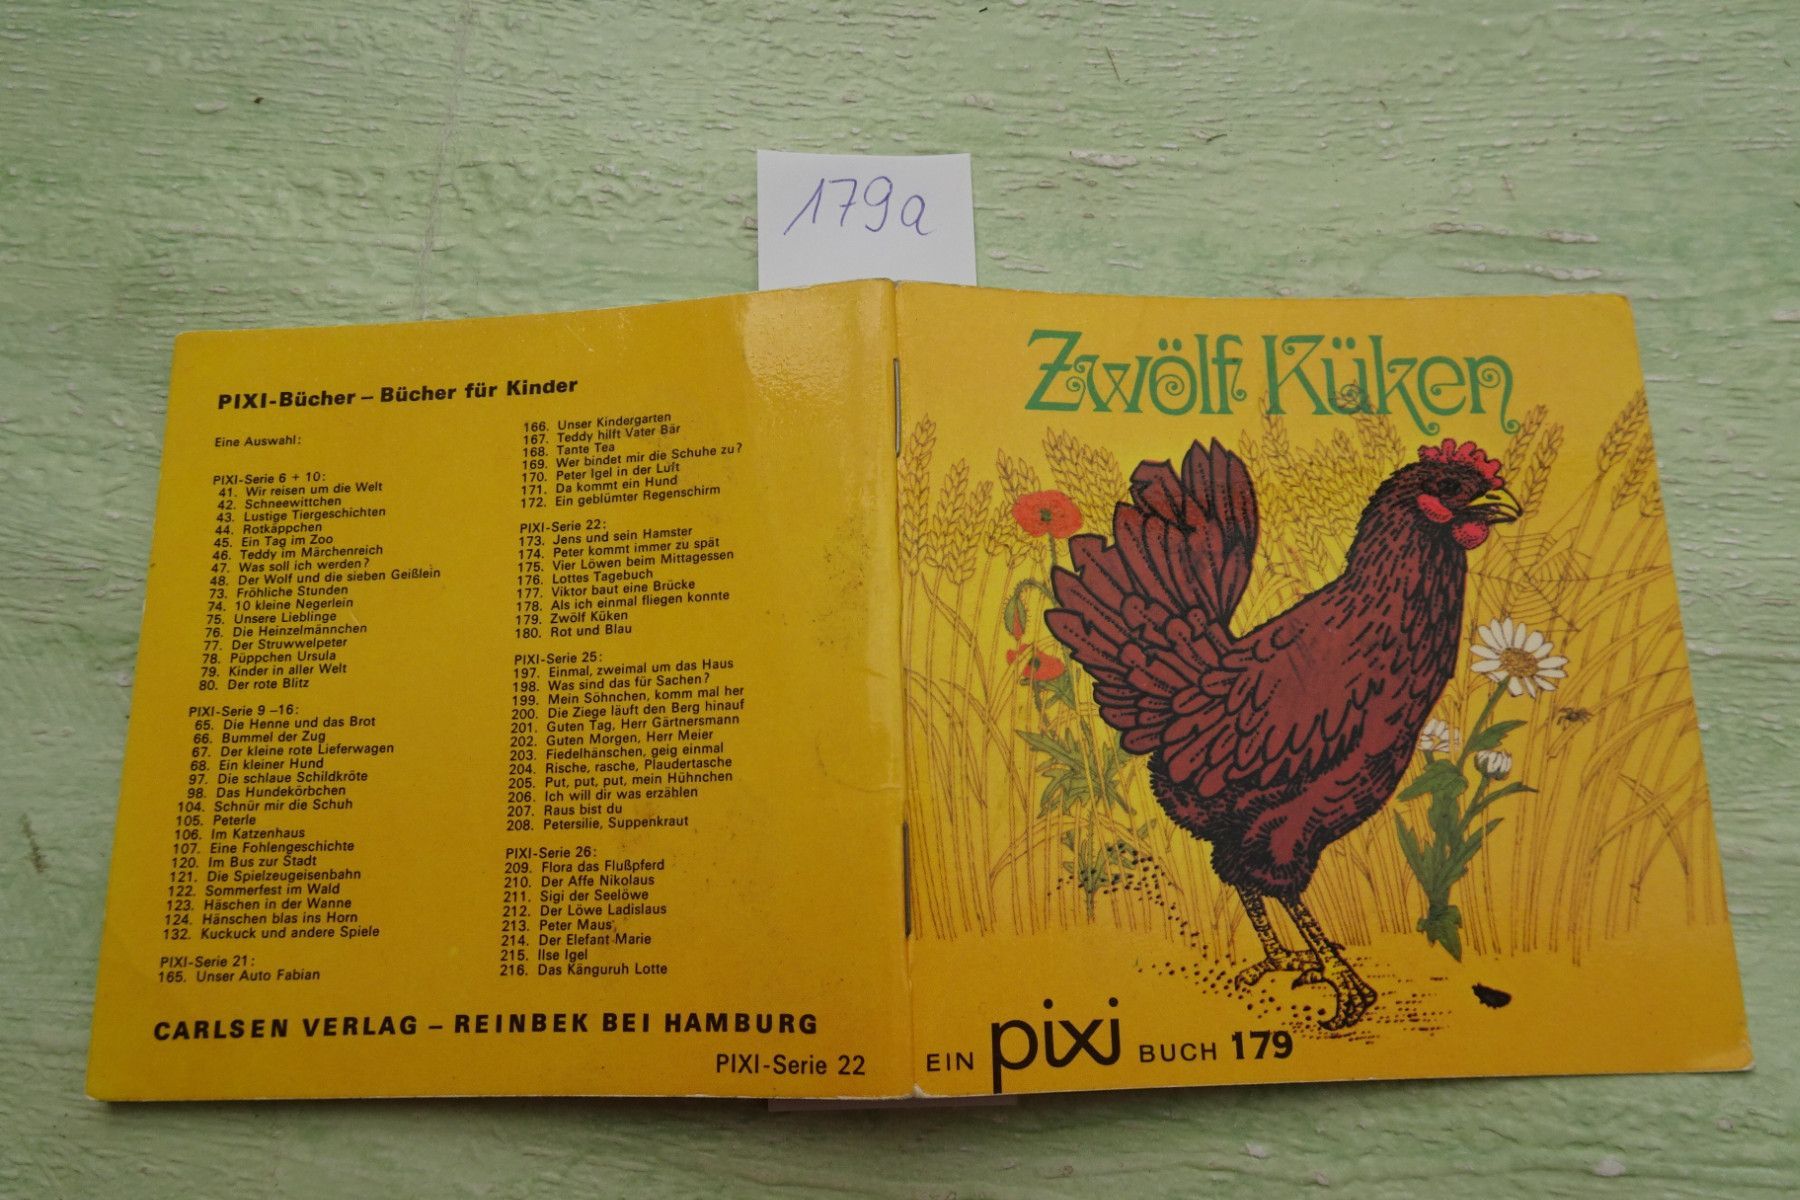 179a
PIXI-Bücher – Bücher für Kinder
Eine Auswahl:
PIXI-Serie 6 + 10:
41. Wir reisen um die Welt
42. Schneewittchen
43. Lustige Tiergeschichten
44. Rotkäppchen
45. Ein Tag im Zoo
46. Teddy im Märchenreich
47. Was soll ich werden?
48. Der Wolf und die sieben Geißlein
73. Fröhliche Stunden
74. 10 kleine Negerlein
75. Unsere Lieblinge
76. Die Heinzelmännchen
77. Der Struwwelpeter
78. Püppchen Ursula
79. Kinder in aller Welt
80. Der rote Blitz
PIXI-Serie 9 –16:
65. Die Henne und das Brot
66. Bummel der Zug
67. Der kleine rote Lieferwagen
68. Ein kleiner Hund
97. Die schlaue Schildkröte
98. Das Hundekörbchen
104. Schnür mir die Schuh
105. Peterle
106. Im Katzenhaus
107. Eine Fohlengeschichte
120. Im Bus zur Stadt
121. Die Spielzeugeisenbahn
122. Sommerfest im Wald
123. Häschen in der Wanne
124. Hänschen blas ins Horn
132. Kuckuck und andere Spiele
PIXI-Serie 21:
165. Unser Auto Fabian
166. Unser Kindergarten
167. Teddy hilft Vater Bär
168. Tante Tea
169. Wer bindet mir die Schuhe zu?
170. Peter Igel in der Luft
171. Da kommt ein Hund
172. Ein geblümter Regenschirm
PIXI-Serie 22:
173. Jens und sein Hamster
174. Peter kommt immer zu spät
175. Vier Löwen beim Mittagessen
176. Lottes Tagebuch
177. Viktor baut eine Brücke
178. Als ich einmal fliegen konnte
179. Zwölf Küken
180. Rot und Blau
PIXI-Serie 25:
197. Einmal, zweimal um das Haus
198. Was sind das für Sachen?
199. Mein Söhnchen, komm mal her
200. Die Ziege läuft den Berg hinauf
201. Guten Tag, Herr Gärtnersmann
202. Guten Morgen, Herr Meier
203. Fiedelhänschen, geig einmal
204. Rische, rasche, Plaudertasche
205. Put, put, put, mein Hühnchen
206. Ich will dir was erzählen
207. Raus bist du
208. Petersilie, Suppenkraut
PIXI-Serie 26:
209. Flora das Flußpferd
210. Der Affe Nikolaus
211. Sigi der Seelöwe
212. Der Löwe Ladislaus
213. Peter Maus
214. Der Elefant Marie
215. Ilse Igel
216. Das Känguruh Lotte
CARLSEN VERLAG – REINBEK BEI HAMBURG
PIXI-Serie 22
Zwölf Küken
EIN pixi BUCH 179